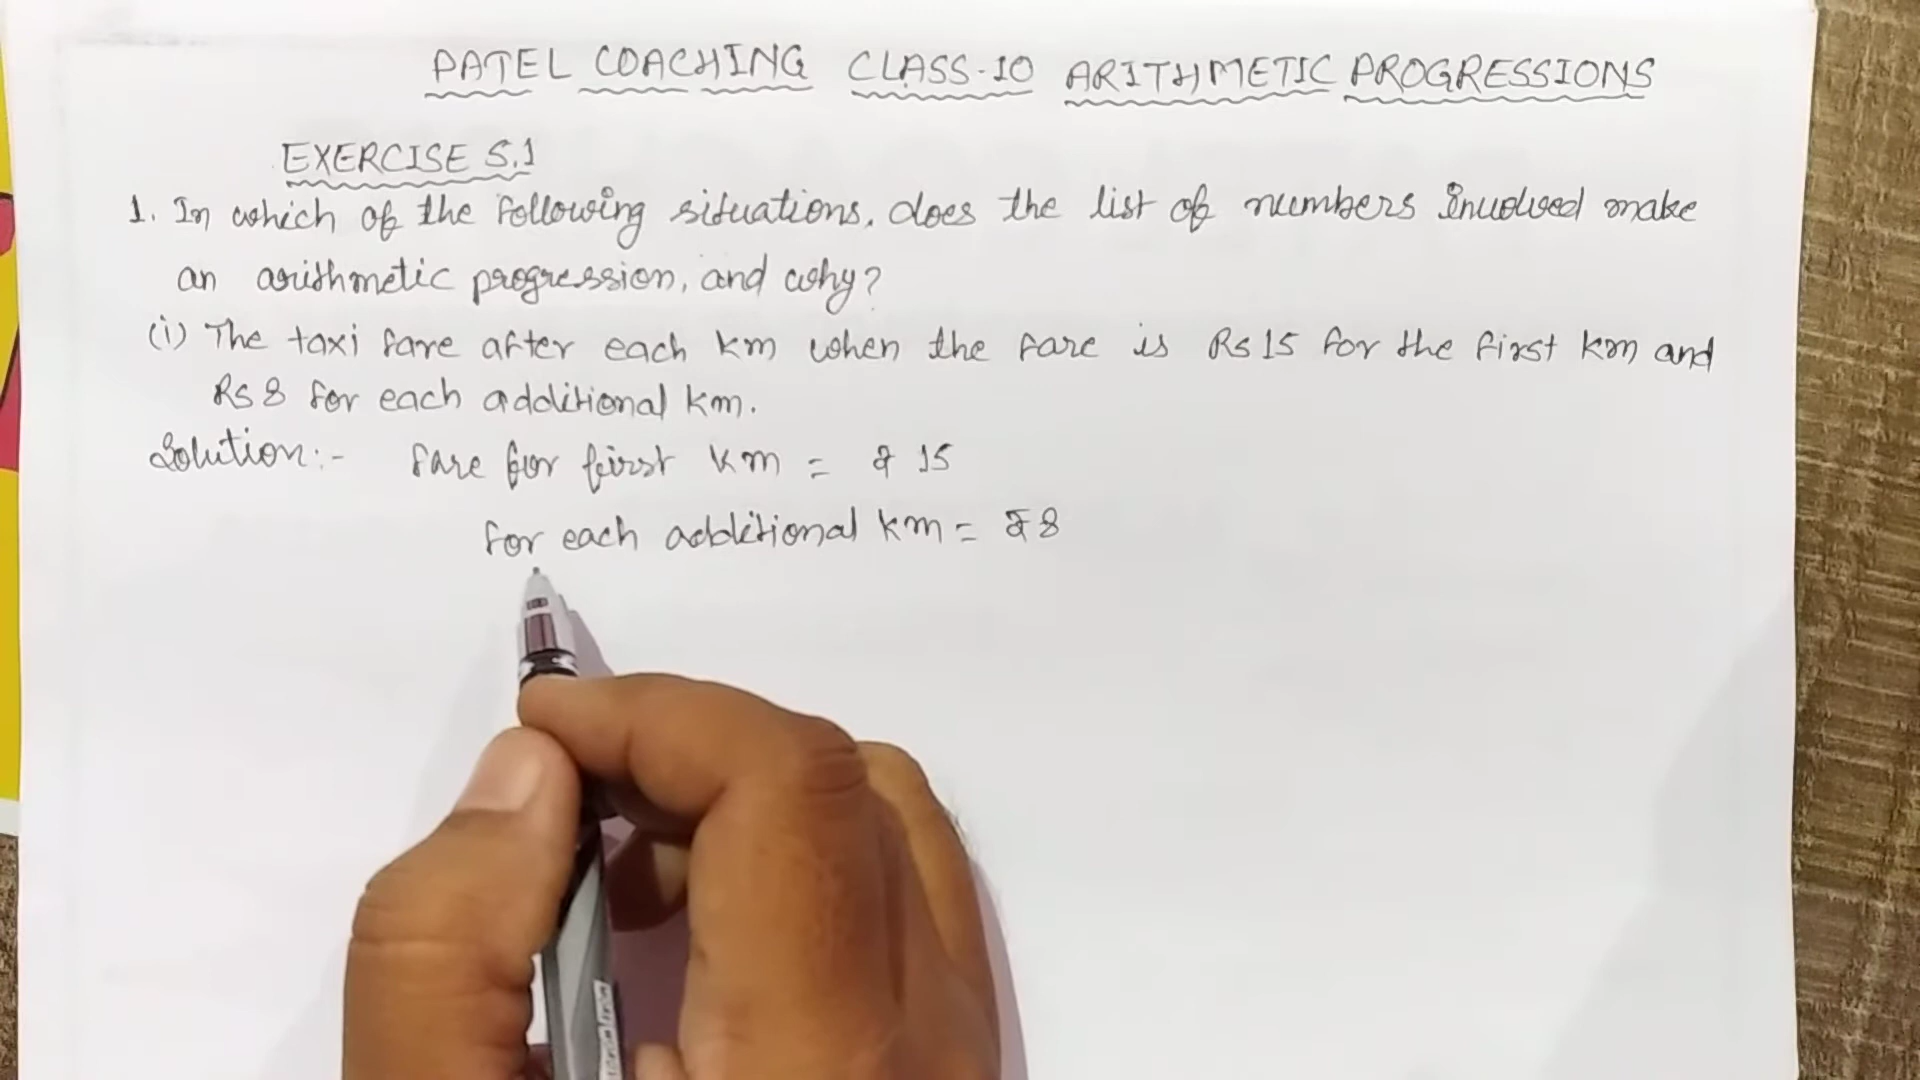 PATEL COACHING CLASS-10 ARITHMETIC PROGRESSIONS
EXERCISE 5.1
1. In which of the following situations, does the list of numbers involved make
an arithmetic progression, and why?
(i) The taxi fare after each km when the fare is Rs 15 for the first km and
Rs 8 for each additional km.
Solution:- fare for first km = ₹ 15
for each additional km = ₹ 8